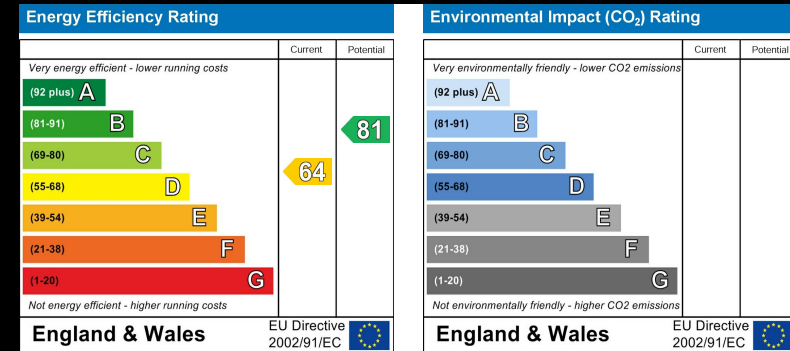 Energy Efficiency Rating
Current Potential
Very energy efficient - lower running costs
(92 plus) A
(81-91) B
81
(69-80) C
64
(55-68) D
(39-54) E
(21-38) F
(1-20) G
Not energy efficient - higher running costs
England & Wales
EU Directive
2002/91/EC
Environmental Impact (CO₂) Rating
Current Potential
Very environmentally friendly - lower CO2 emissions
(92 plus) A
(81-91) B
(69-80) C
(55-68) D
(39-54) E
(21-38) F
(1-20) G
Not environmentally friendly - higher CO2 emissions
England & Wales
EU Directive
2002/91/EC